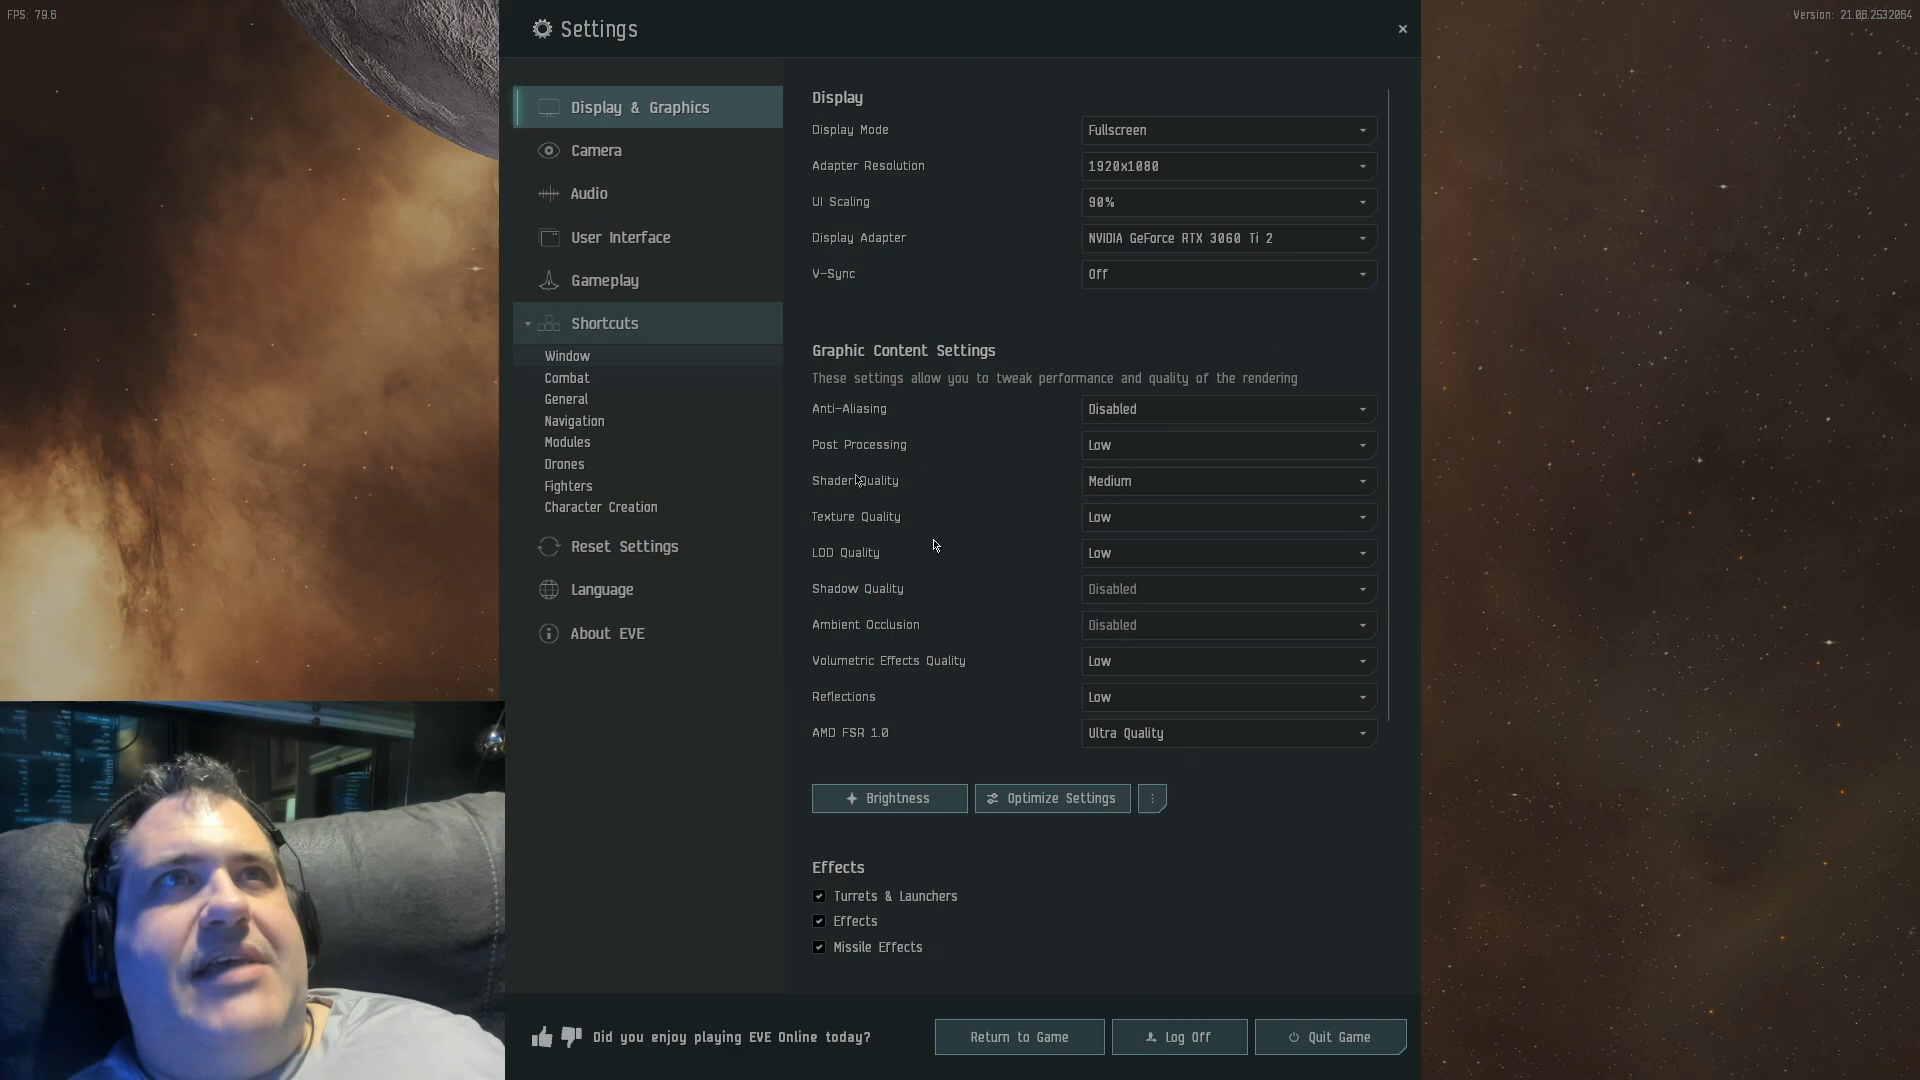 FPS: 79.6
Version: 21.06.2532064
Settings
Display & Graphics
Camera
Audio
User Interface
Gameplay
Shortcuts
Window
Combat
General
Navigation
Modules
Drones
Fighters
Character Creation
Reset Settings
Language
About EVE
Display
Display Mode Fullscreen
Adapter Resolution 1920x1080
UI Scaling 90%
Display Adapter NVIDIA GeForce RTX 3060 Ti 2
V-Sync Off
Graphic Content Settings
These settings allow you to tweak performance and quality of the rendering
Anti-Aliasing Disabled
Post Processing Low
Shader Quality Medium
Texture Quality Low
LOD Quality Low
Shadow Quality Disabled
Ambient Occlusion Disabled
Volumetric Effects Quality Low
Reflections Low
AMD FSR 1.0 Ultra Quality
Brightness Optimize Settings
Effects
Turrets & Launchers
Effects
Missile Effects
Did you enjoy playing EVE Online today? Return to Game Log Off Quit Game